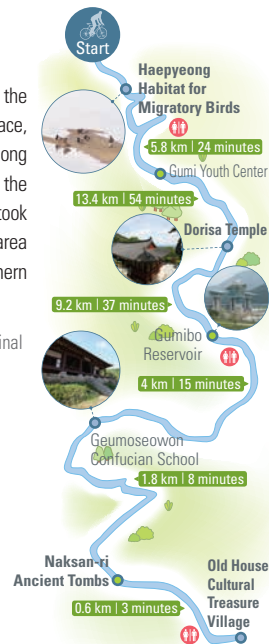 Start
the
Haepyeong
Habitat for
Migratory Birds
ace,
ong
the
5.8 km | 24 minutes
Gumi Youth Center
took
13.4 km | 54 minutes
area
Dorisa Temple
hern
9.2 km | 37 minutes
Gumibo
Reservoir
inal
4 km | 15 minutes
Geumoseowon
Confucian School
1.8 km | 8 minutes
Naksan-ri
Ancient Tombs
Old House
Cultural
Treasure
Village
0.6 km | 3 minutes